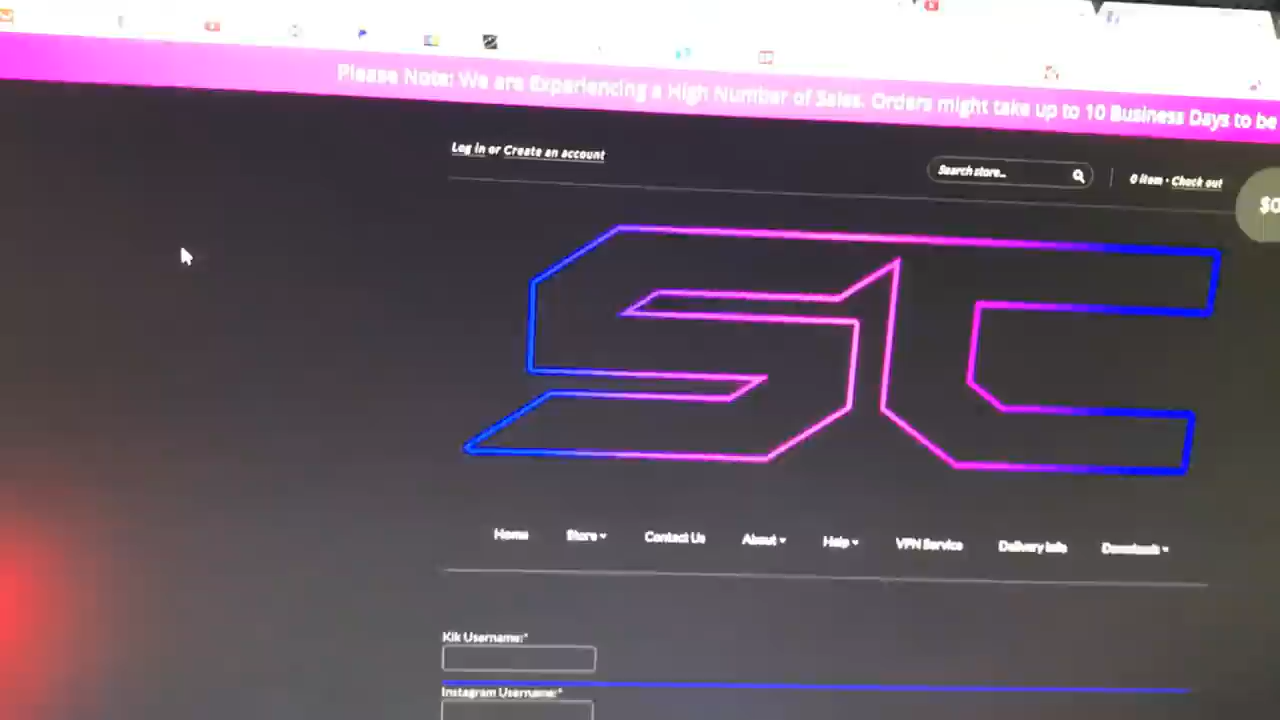 Please Note: We are Experiencing a High Number of Sales. Orders might take up to 10 Business Days to be
Log in or Create an account
Search store..
0 item · Check out
$0
SC
Home Store Contact Us About Help VPN Service Delivery Info Downloads
Kik Username:*
Instagram Username:*